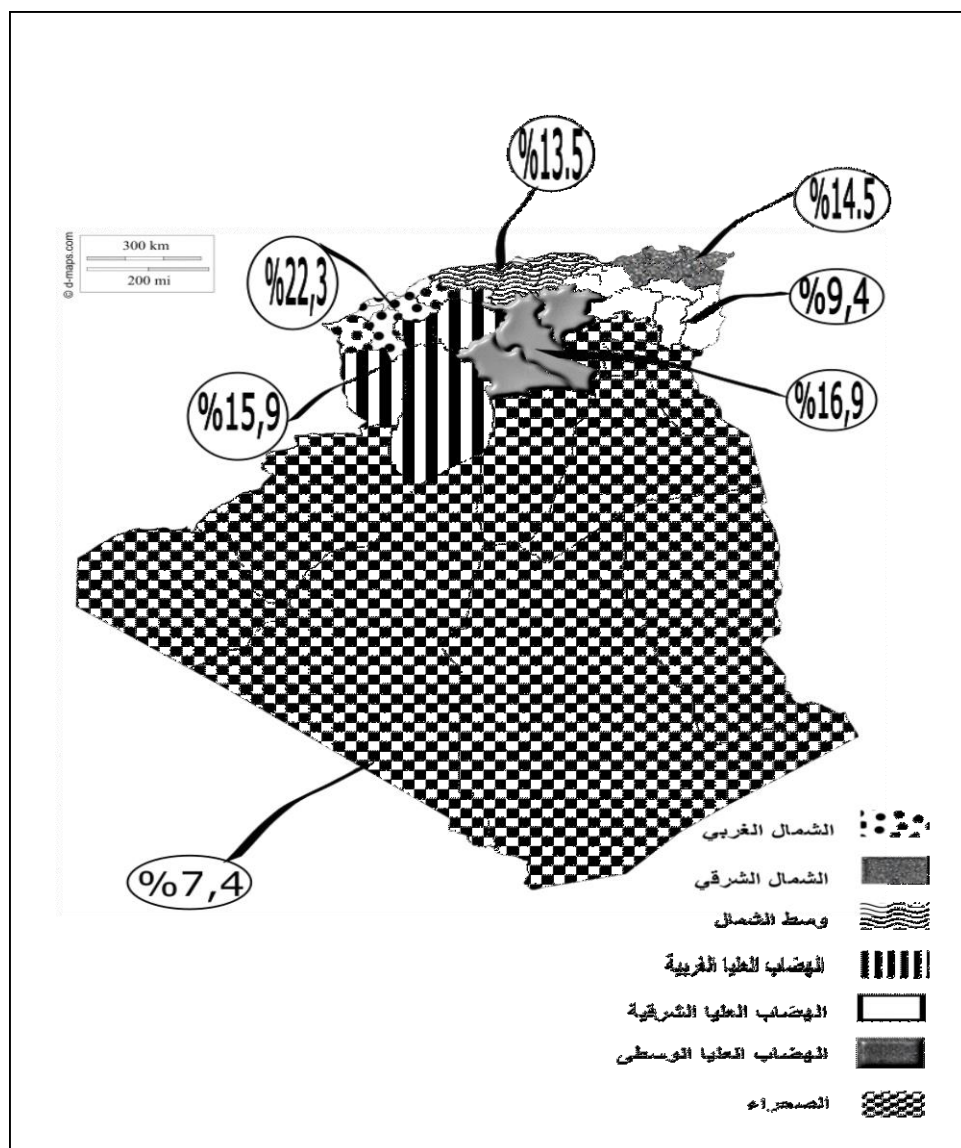 %13.5
%14.5
300 km
200 mi
© d-maps.com
%22,3
%9,4
%15,9
%16,9
%7,4
الشمال الغربي
الشمال الشرقي
وسط الشمال
الهضاب العليا الغربية
الهضاب العليا الشرقية
الهضاب العليا الوسطى
الصحراء